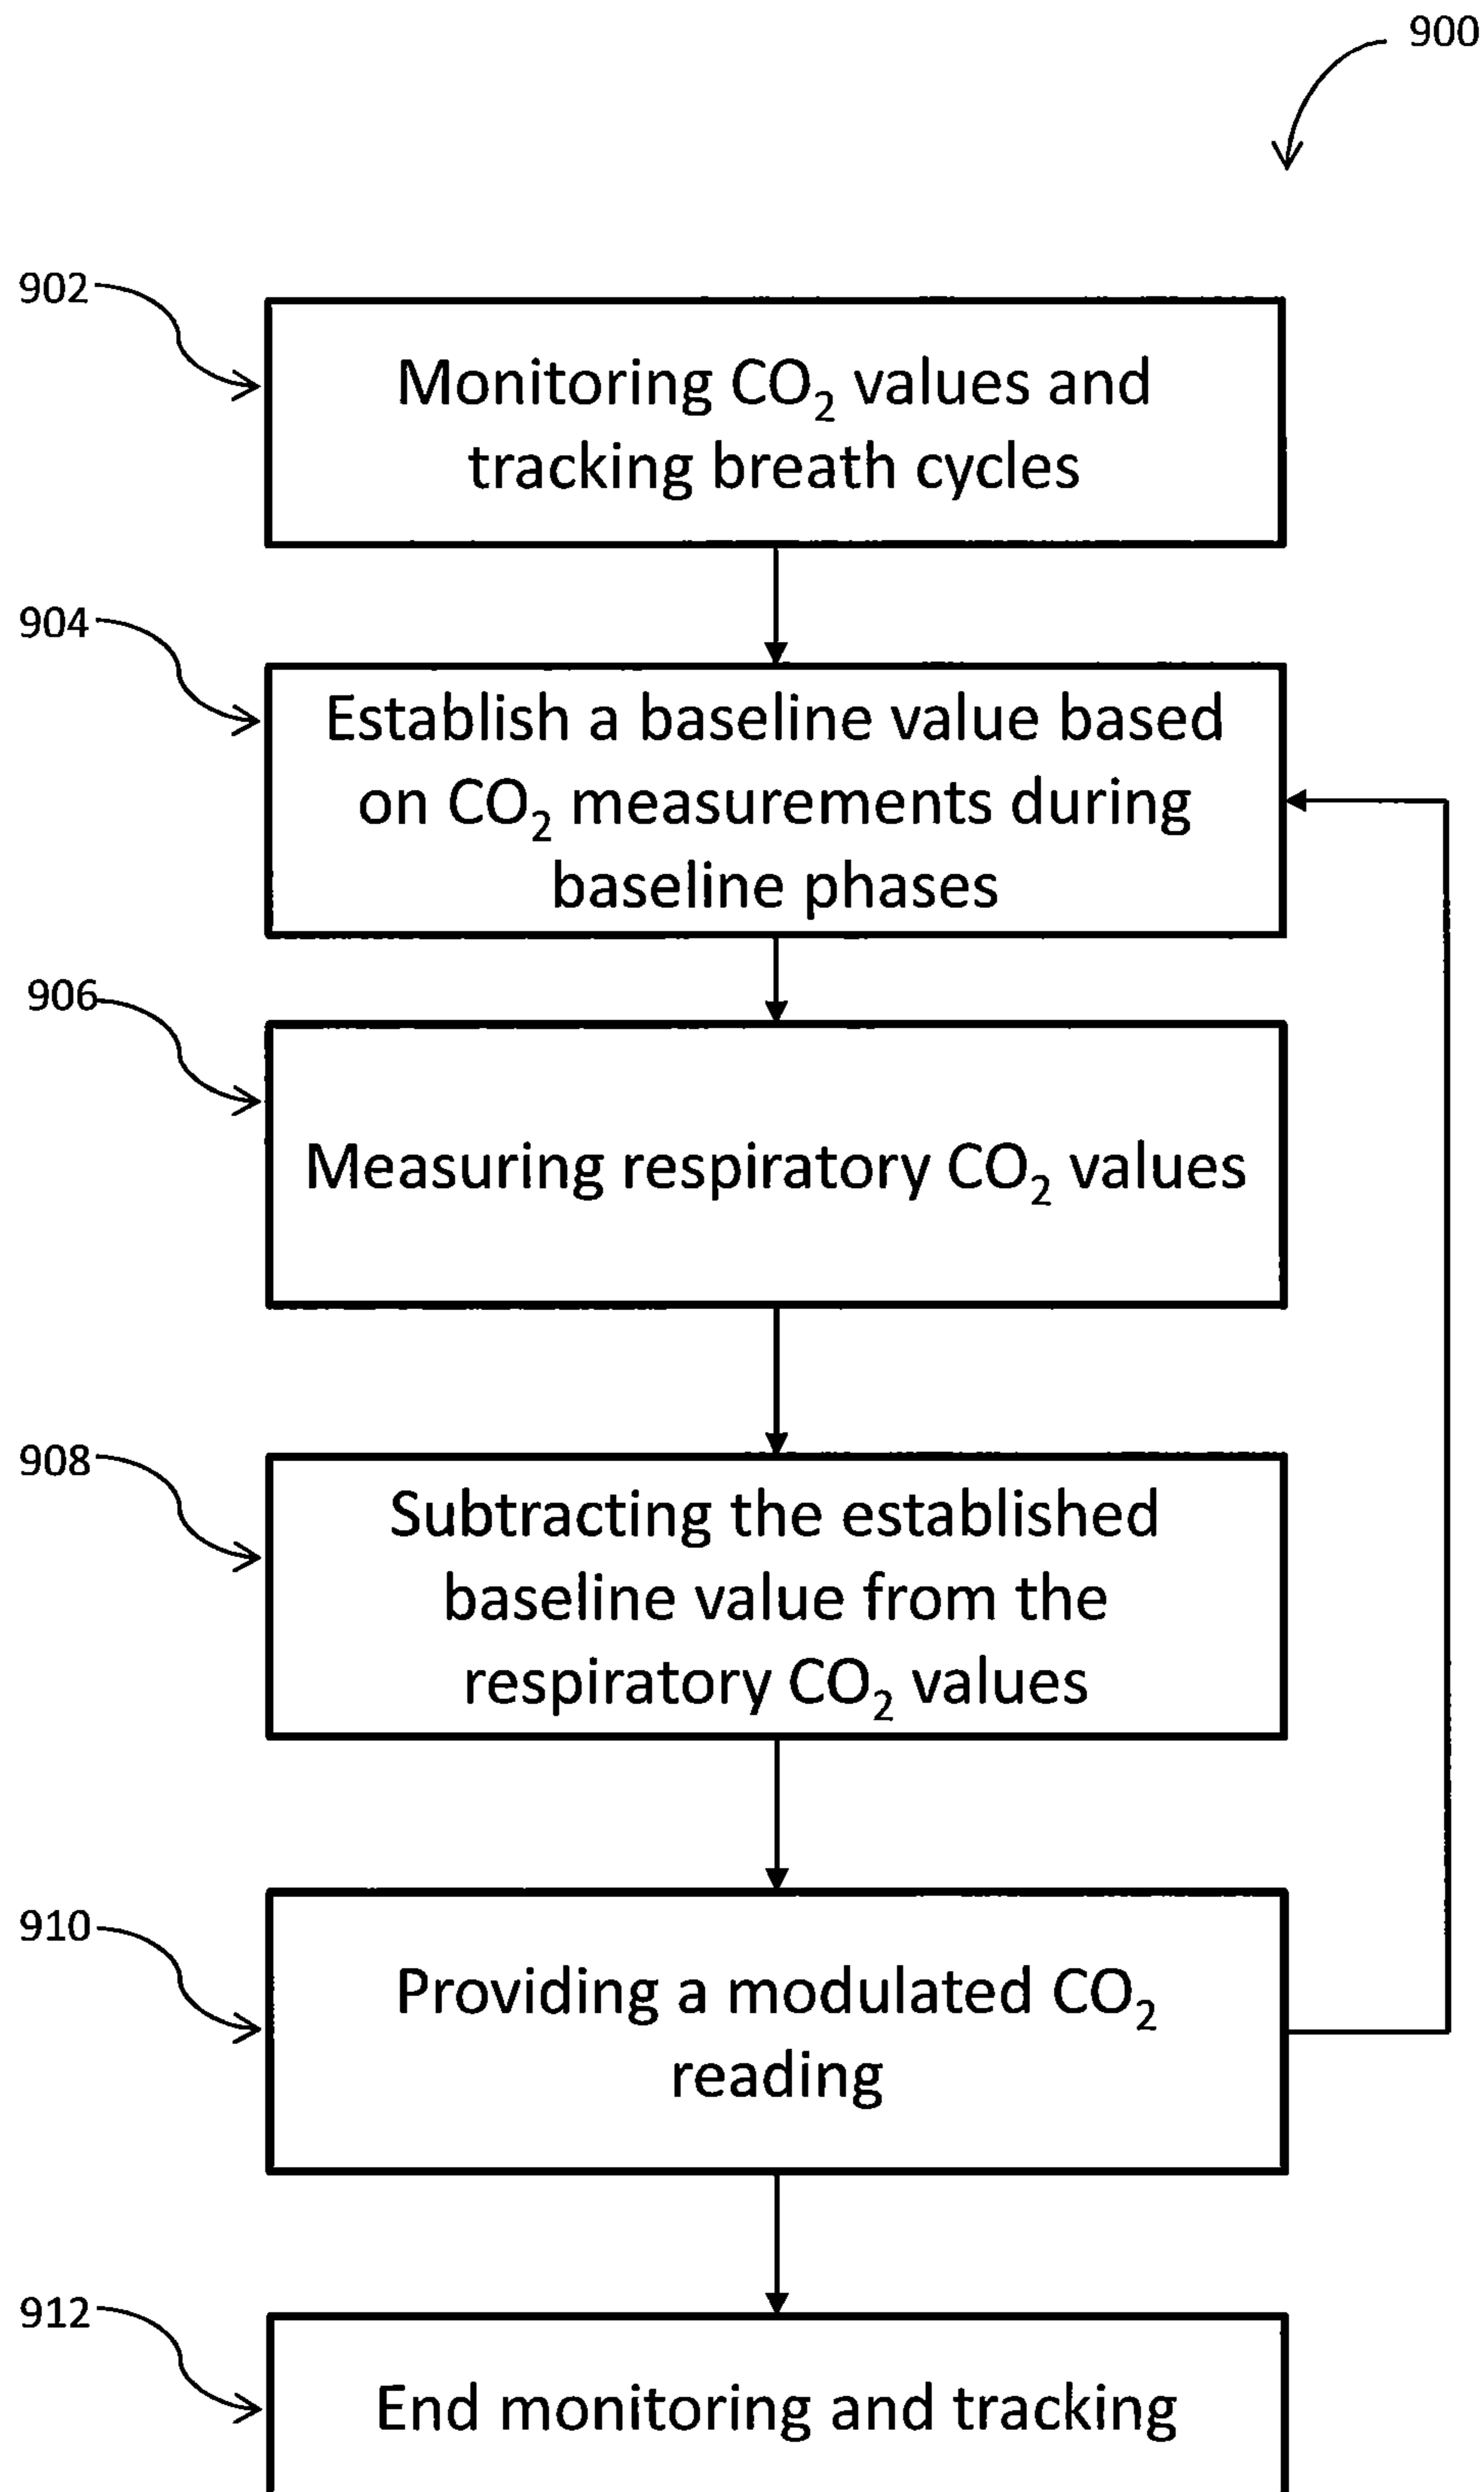 900
902
Monitoring CO₂ values and
tracking breath cycles
904
Establish a baseline value based
on CO₂ measurements during
baseline phases
906
Measuring respiratory CO₂ values
908
Subtracting the established
baseline value from the
respiratory CO₂ values
910
Providing a modulated CO₂
reading
912
End monitoring and tracking